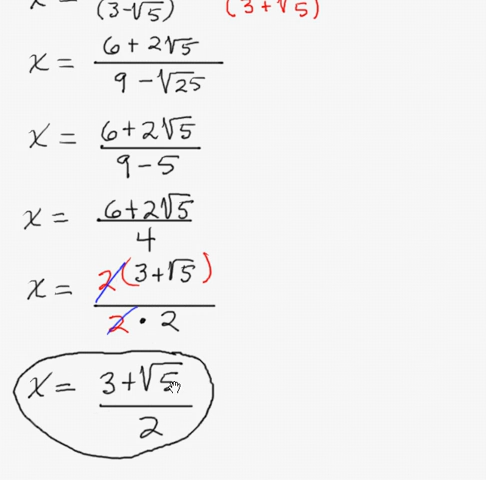 (3-√5) (3+√5)
x = 6+2√5 / 9-√25
x = 6+2√5 / 9-5
x = 6+2√5 / 4
x = 2(3+√5) / 2·2
x = 3+√5 / 2